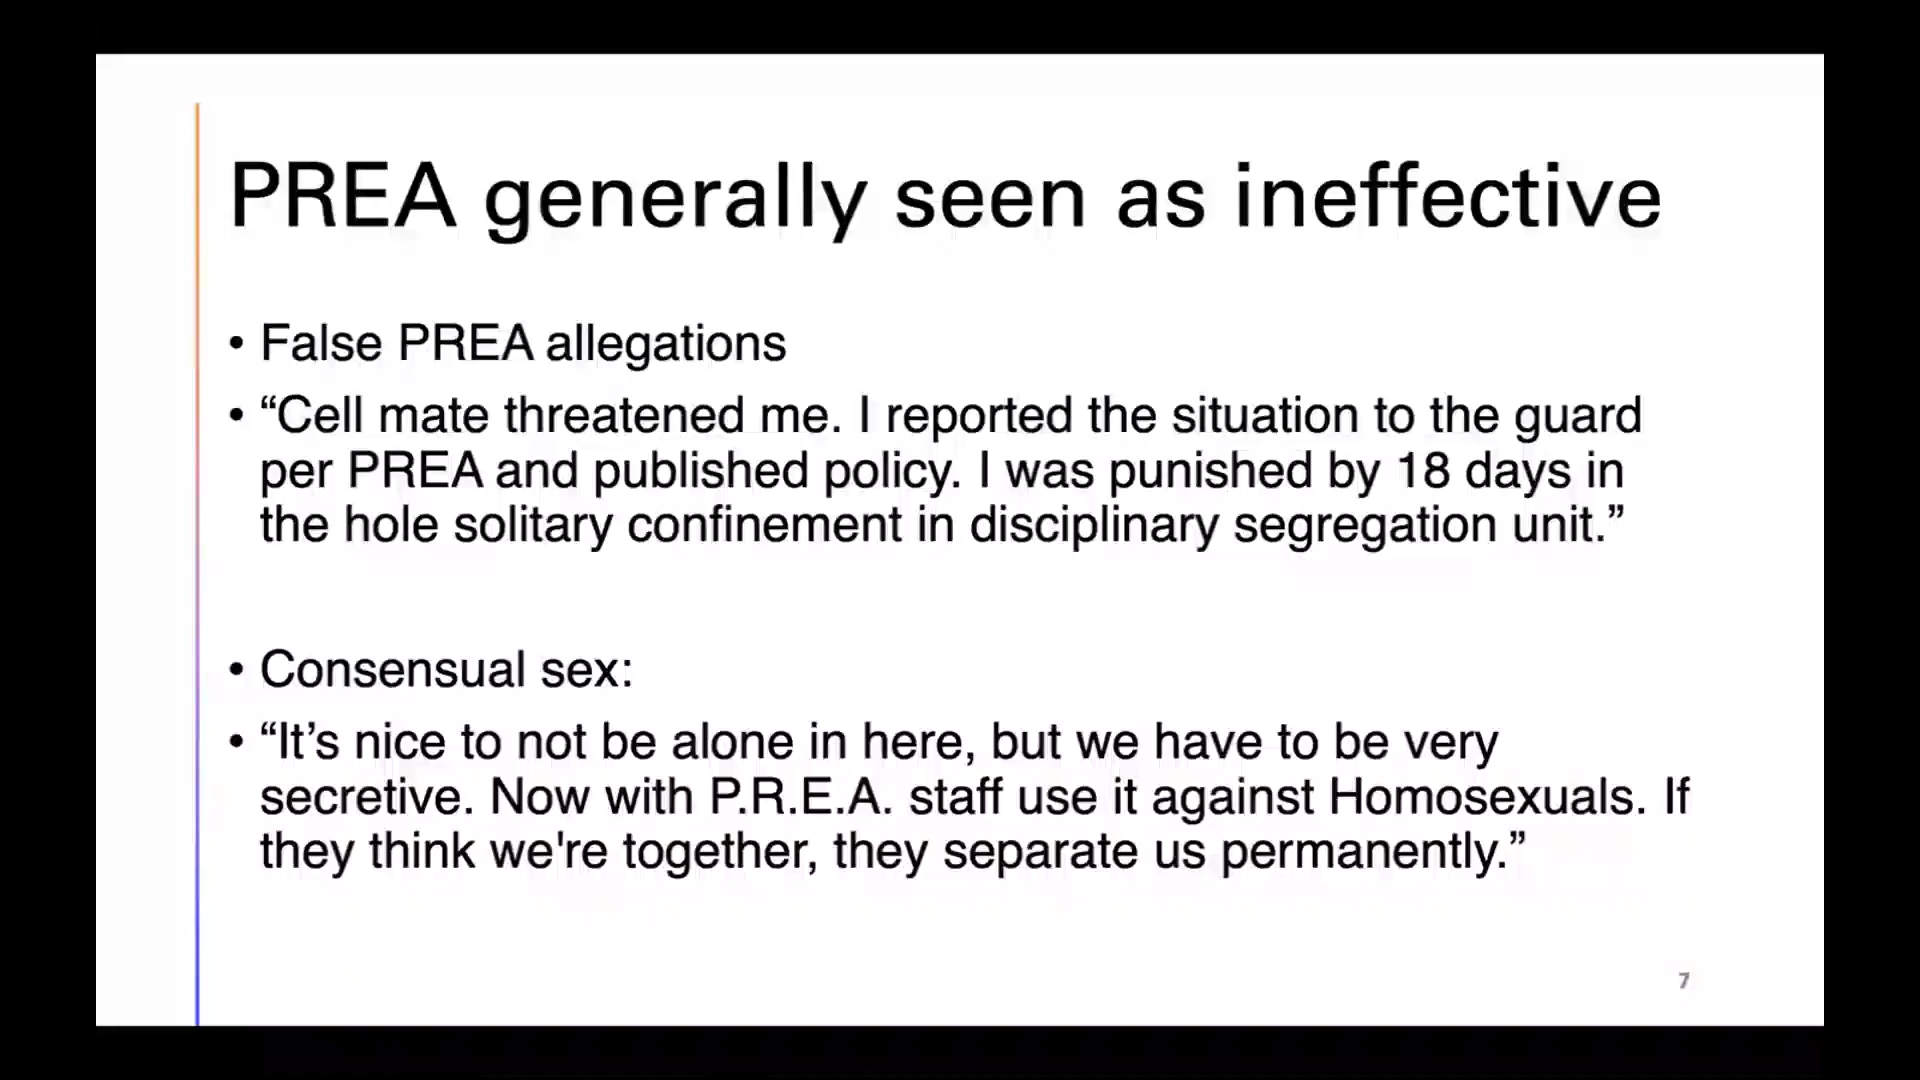 PREA generally seen as ineffective
• False PREA allegations
• “Cell mate threatened me. I reported the situation to the guard
per PREA and published policy. I was punished by 18 days in
the hole solitary confinement in disciplinary segregation unit.”
• Consensual sex:
• “It’s nice to not be alone in here, but we have to be very
secretive. Now with P.R.E.A. staff use it against Homosexuals. If
they think we're together, they separate us permanently.”
7